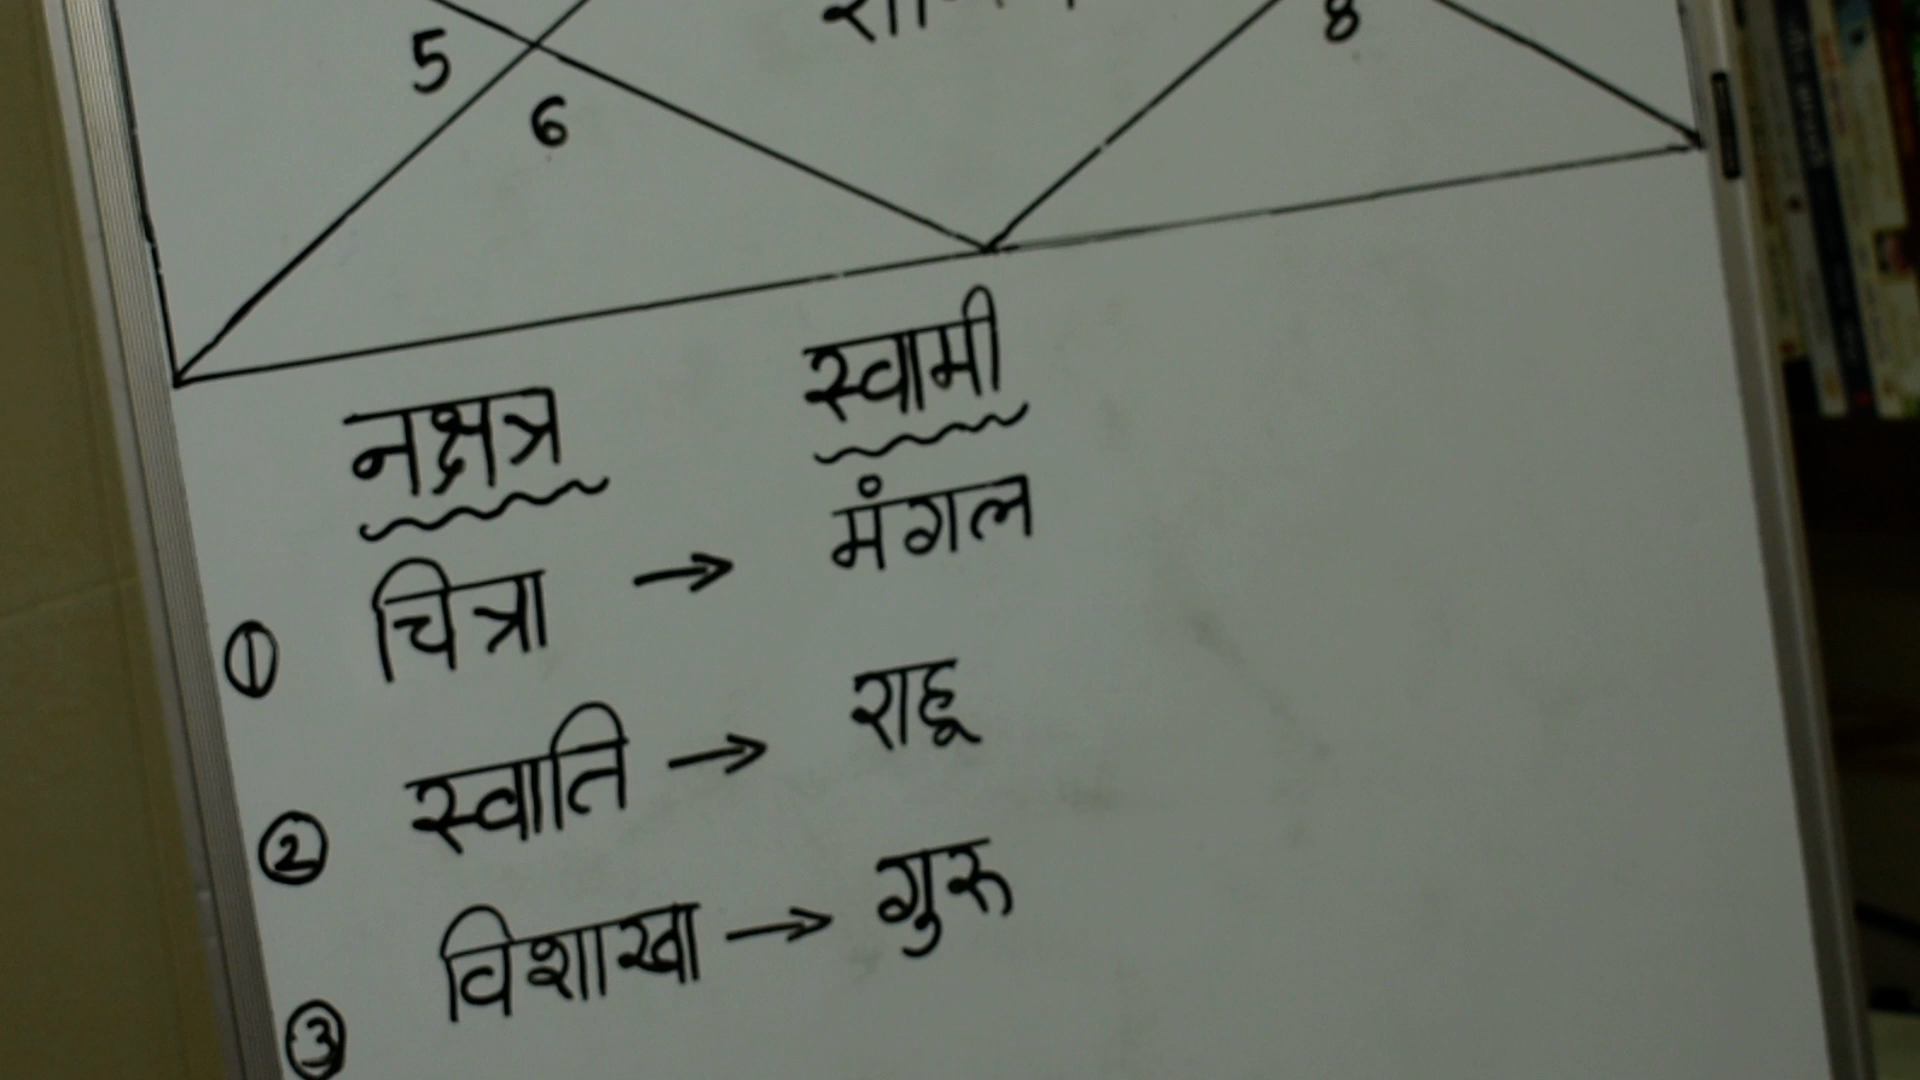 5
6
8
नक्षत्र स्वामी
① चित्रा → मंगल
② स्वाति → राहू
③ विशाखा → गुरू